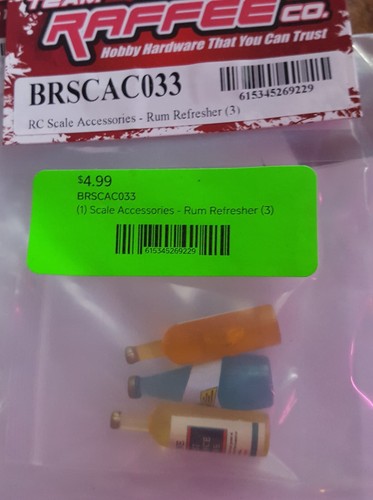 TEAM
RAFFEE CO.
Hobby Hardware That You Can Trust
BRSCAC033
615345269229
RC Scale Accessories - Rum Refresher (3)
$4.99
BRSCAC033
(1) Scale Accessories - Rum Refresher (3)
615345269229